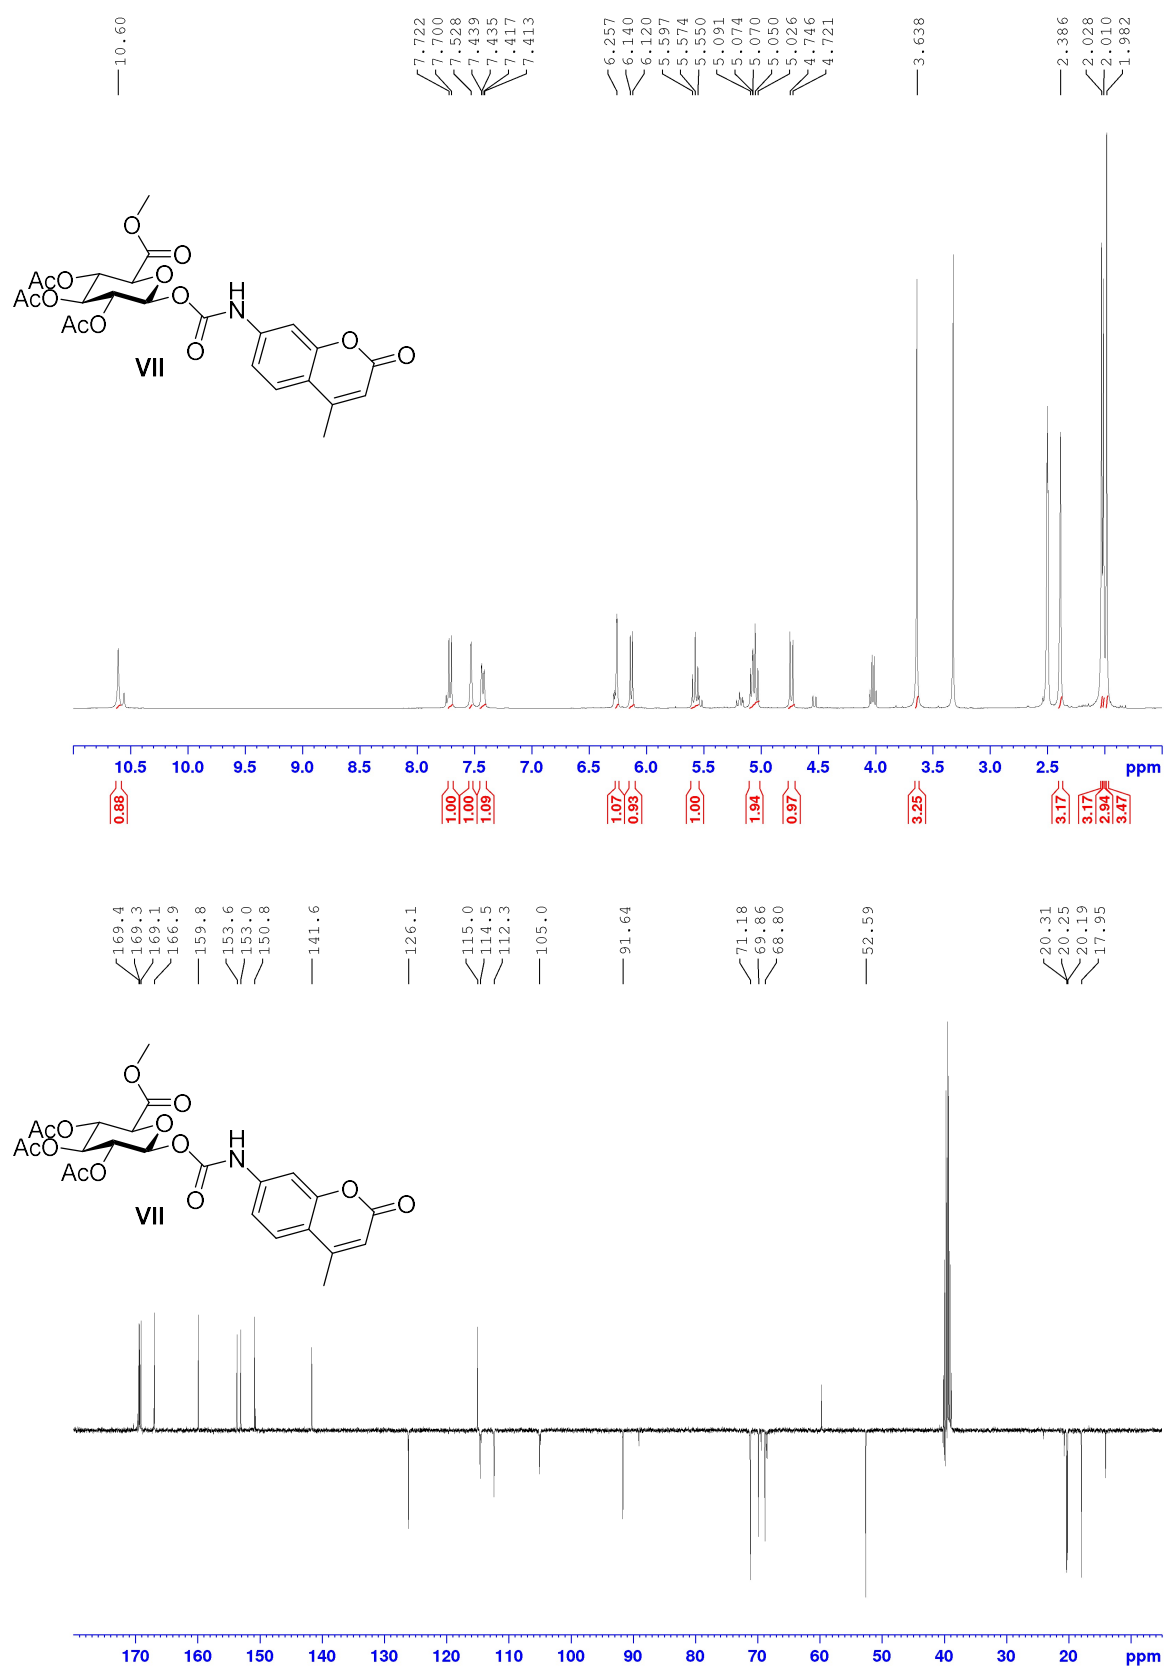 10.60 7.722 7.700 7.528 7.439 7.435 7.417 7.413 6.257 6.140 6.120 5.597 5.574 5.550 5.091 5.074 5.070 5.050 5.026 4.746 4.721 3.638 2.386 2.028 2.010 1.982
O
O
AcO O
AcO O H
AcO N
O O O
VII
10.5 10.0 9.5 9.0 8.5 8.0 7.5 7.0 6.5 6.0 5.5 5.0 4.5 4.0 3.5 3.0 2.5 ppm
0.88 1.00 1.00 1.09 1.07 0.93 1.00 1.94 0.97 3.25 3.17 3.17 2.94 3.47
169.4 169.3 169.1 166.9 159.8 153.6 153.0 150.8 141.6 126.1 115.0 114.5 112.3 105.0 91.64 71.18 69.86 68.80 52.59 20.31 20.25 20.19 17.95
O
O
AcO O
AcO O H
AcO N
O O O
VII
170 160 150 140 130 120 110 100 90 80 70 60 50 40 30 20 ppm